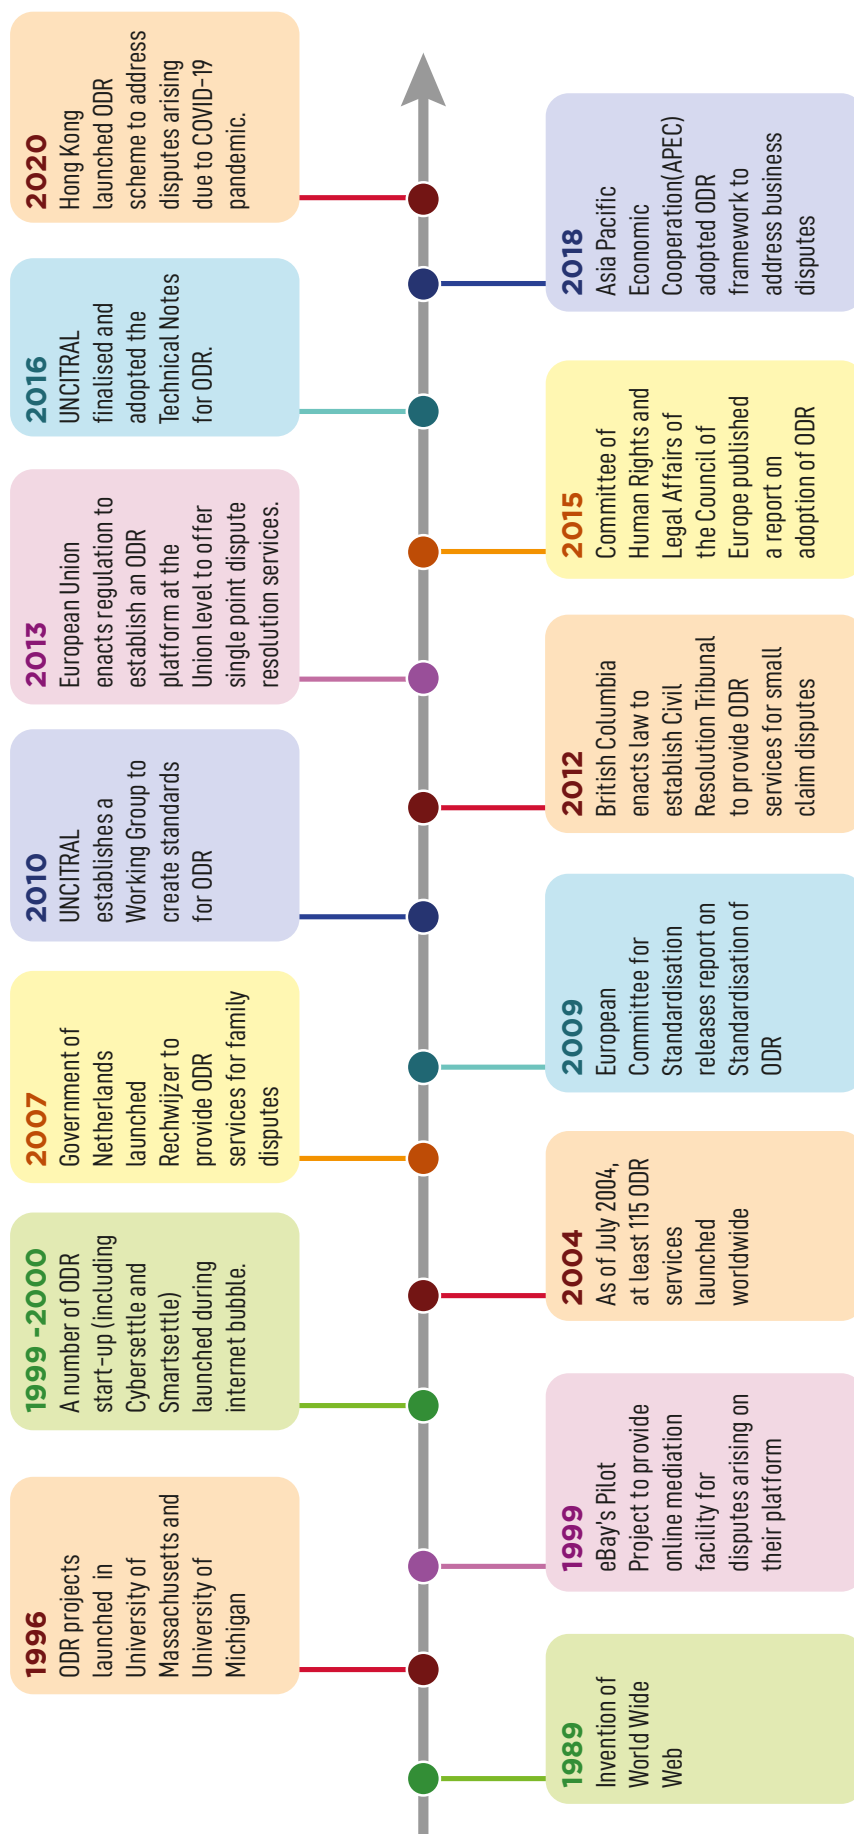 1989
Invention of
World Wide
Web
1996
ODR projects
launched in
University of
Massachusetts and
University of
Michigan
1999
eBay's Pilot
Project to provide
online mediation
facility for
disputes arising on
their platform
1999 -2000
A number of ODR
start-up (including
Cybersettle and
Smartsettle)
launched during
internet bubble.
2004
As of July 2004,
at least 115 ODR
services
launched
worldwide
2007
Government of
Netherlands
launched
Rechwijzer to
provide ODR
services for family
disputes
2009
European
Committee for
Standardisation
releases report on
Standardisation of
ODR
2010
UNCITRAL
establishes a
Working Group to
create standards
for ODR
2012
British Columbia
enacts law to
establish Civil
Resolution Tribunal
to provide ODR
services for small
claim disputes
2013
European Union
enacts regulation to
establish an ODR
platform at the
Union level to offer
single point dispute
resolution services.
2015
Committee of
Human Rights and
Legal Affairs of
the Council of
Europe published
a report on
adoption of ODR
2016
UNCITRAL
finalised and
adopted the
Technical Notes
for ODR.
2018
Asia Pacific
Economic
Cooperation(APEC)
adopted ODR
framework to
address business
disputes
2020
Hong Kong
launched ODR
scheme to address
disputes arising
due to COVID-19
pandemic.